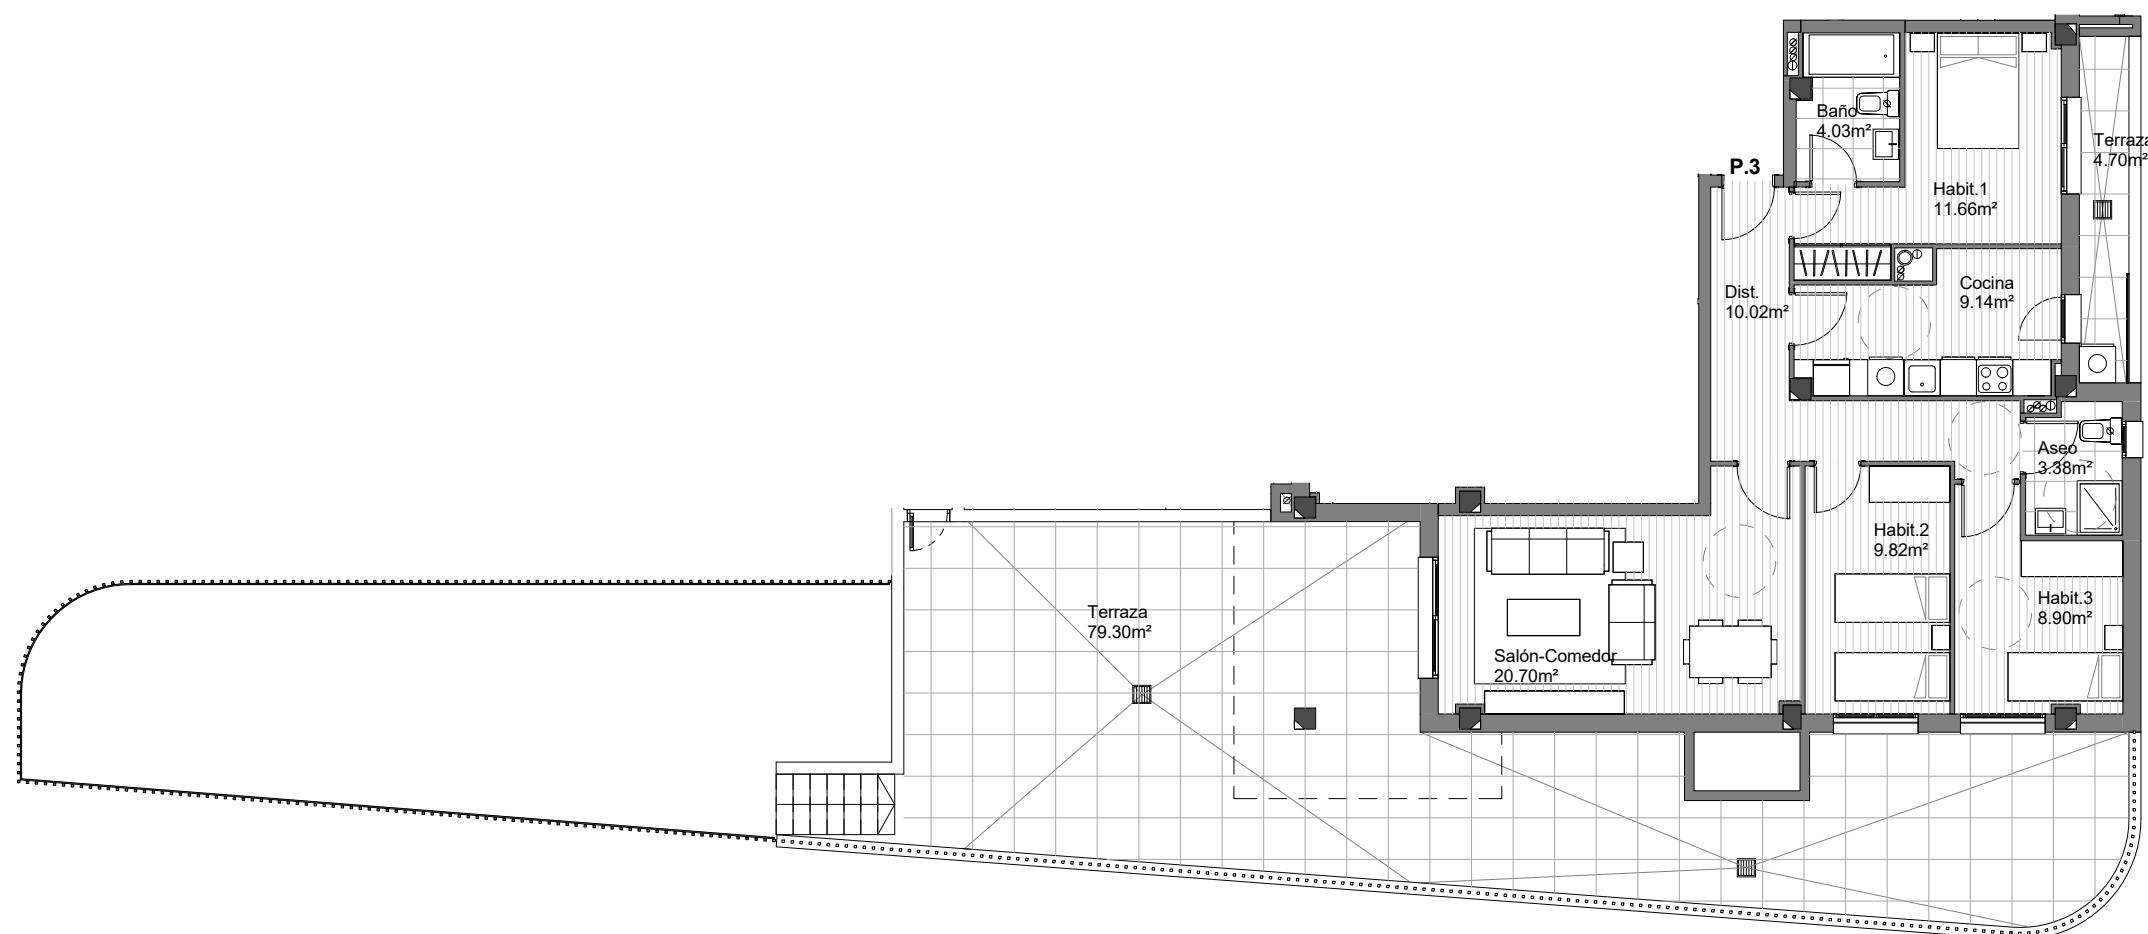 Baño
4.03m²
Terraza
4.70m²
P.3
Habit.1
11.66m²
Cocina
9.14m²
Dist.
10.02m²
Aseo
3.38m²
Habit.2
9.82m²
Habit.3
8.90m²
Terraza
79.30m²
Salón-Comedor
20.70m²